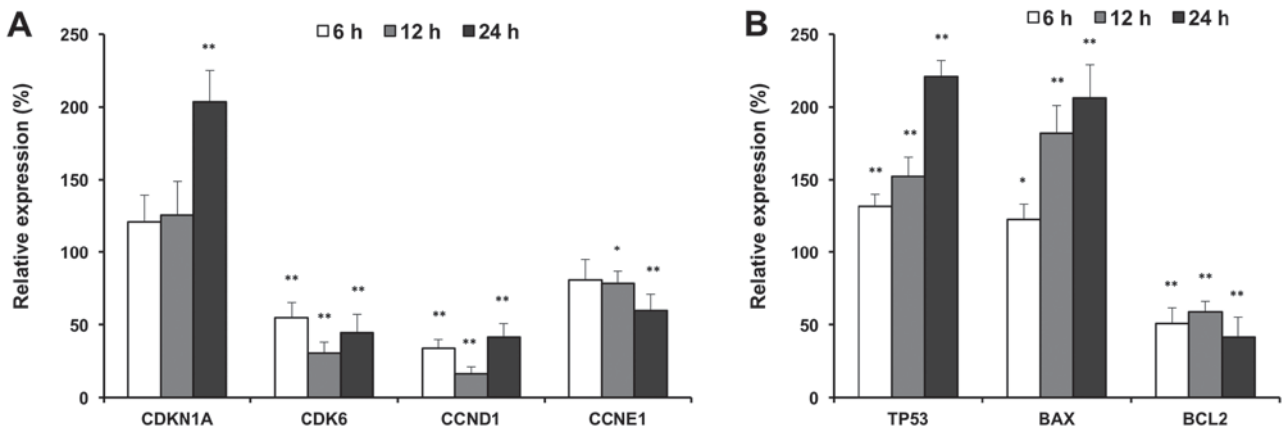 A
6 h 12 h 24 h
Relative expression (%)
250
200
150
100
50
0
**
** ** **
** ** **
* **
CDKN1A CDK6 CCND1 CCNE1
B
6 h 12 h 24 h
Relative expression (%)
250
200
150
100
50
0
** ** **
* ** **
** ** **
TP53 BAX BCL2